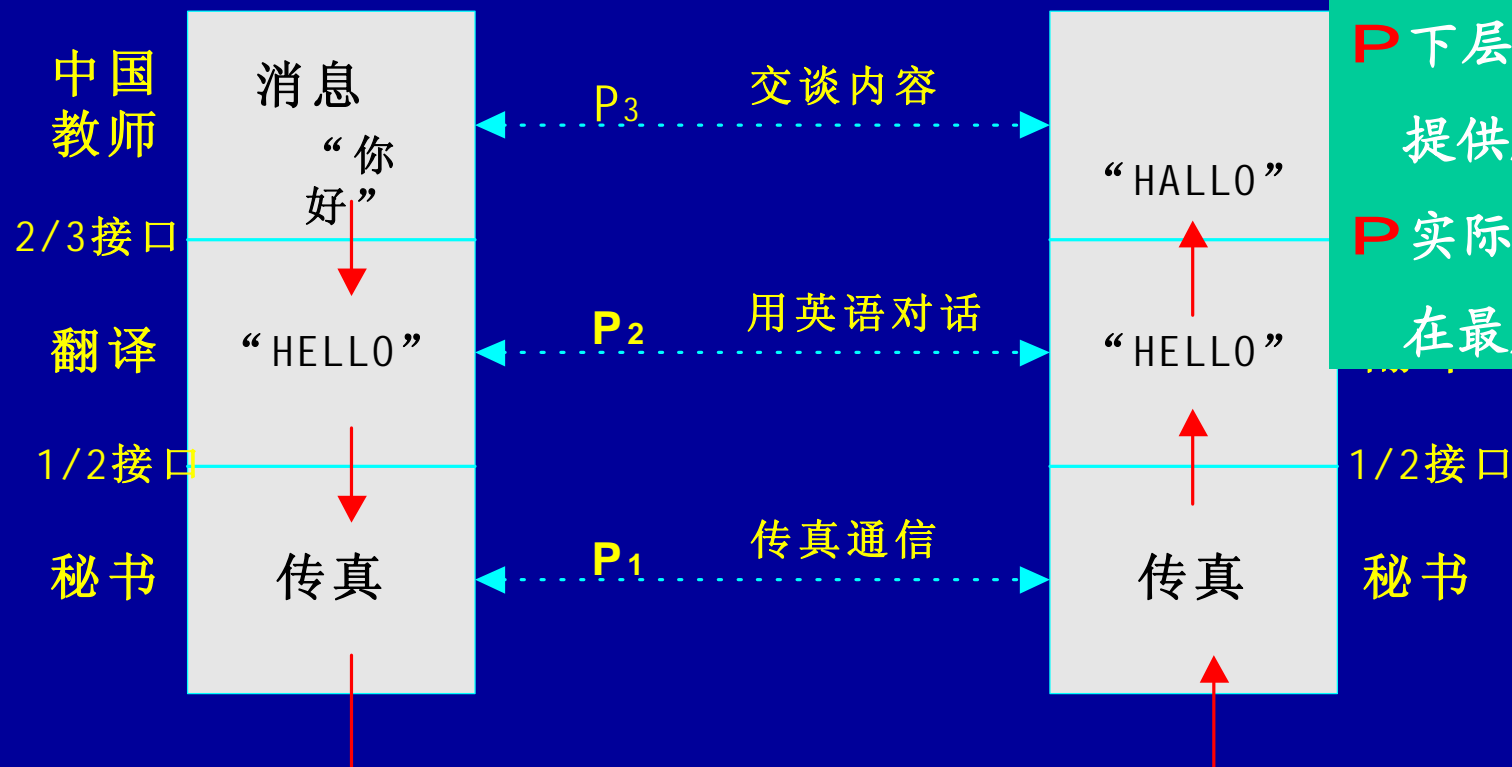 中国
教师
消息
“你
好”
P3
交谈内容
“HALLO”
P下层
提供
P实际
在最
2/3接口
翻译
“HELLO”
P2
用英语对话
“HELLO”
1/2接口
1/2接口
秘书
传真
P1
传真通信
传真
秘书